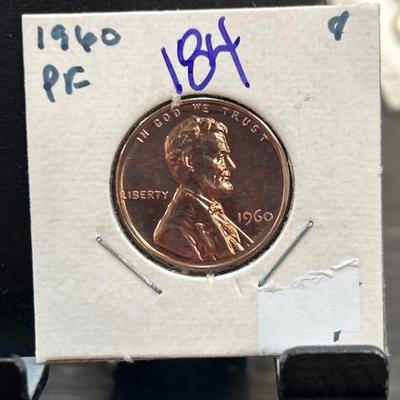 1960
PF
184
¢
IN GOD WE TRUST
LIBERTY
1960